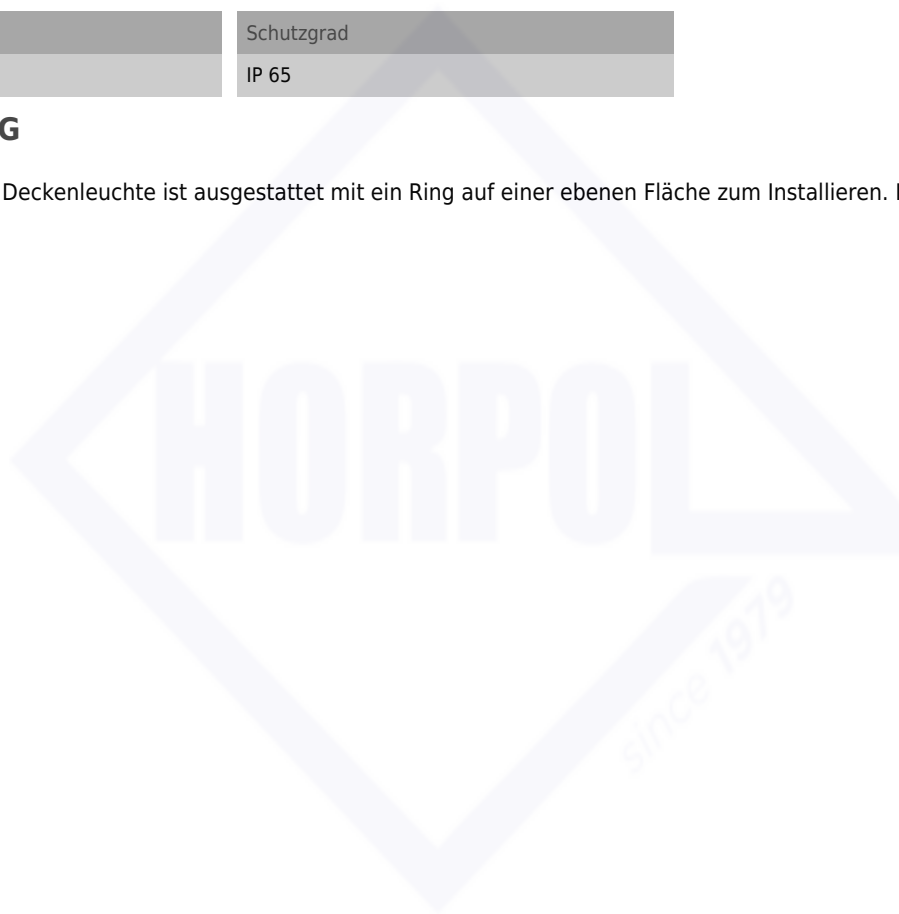 Schutzgrad
IP 65
G
Deckenleuchte ist ausgestattet mit ein Ring auf einer ebenen Fläche zum Installieren.
HORPOL
since 1979